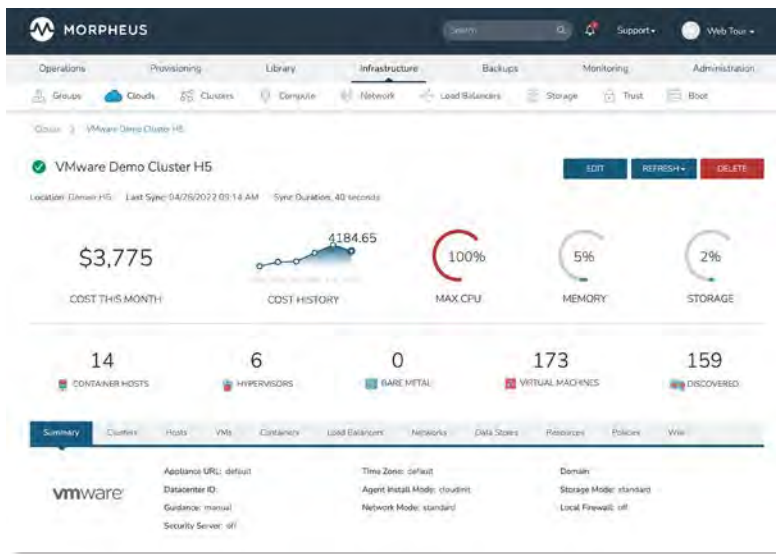 MORPHEUS
Search
Support
Web Tour
Operations Provisioning Library Infrastructure Backups Monitoring Administration
Groups Clouds Clusters Compute Network Load Balancers Storage Trust Boot
Clouds VMware Demo Cluster H5
VMware Demo Cluster H5
EDIT REFRESH DELETE
Location: Denver H5 Last Sync: 04/26/2022 09:14 AM Sync Duration: 40 seconds
4184.65
$3,775 100% 5% 2%
COST THIS MONTH COST HISTORY MAX CPU MEMORY STORAGE
14 6 0 173 159
CONTAINER HOSTS HYPERVISORS BARE METAL VIRTUAL MACHINES DISCOVERED
Summary Clusters Hosts VMs Containers Load Balancers Networks Data Stores Resources Policies Wiki
Appliance URL: default Time Zone: default Domain:
vmware Datacenter ID: Agent Install Mode: cloudinit Storage Mode: standard
Guidance: manual Network Mode: standard Local Firewall: off
Security Server: off